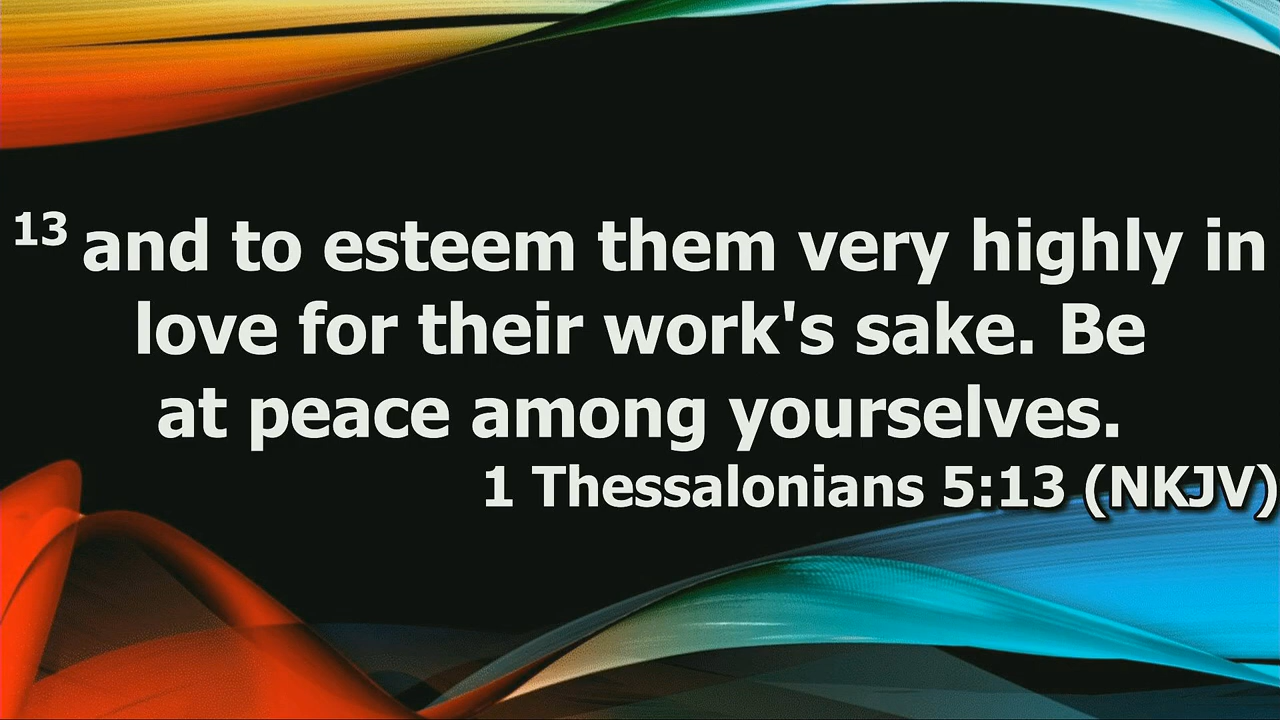 13 and to esteem them very highly in
love for their work's sake. Be
at peace among yourselves.
1 Thessalonians 5:13 (NKJV)